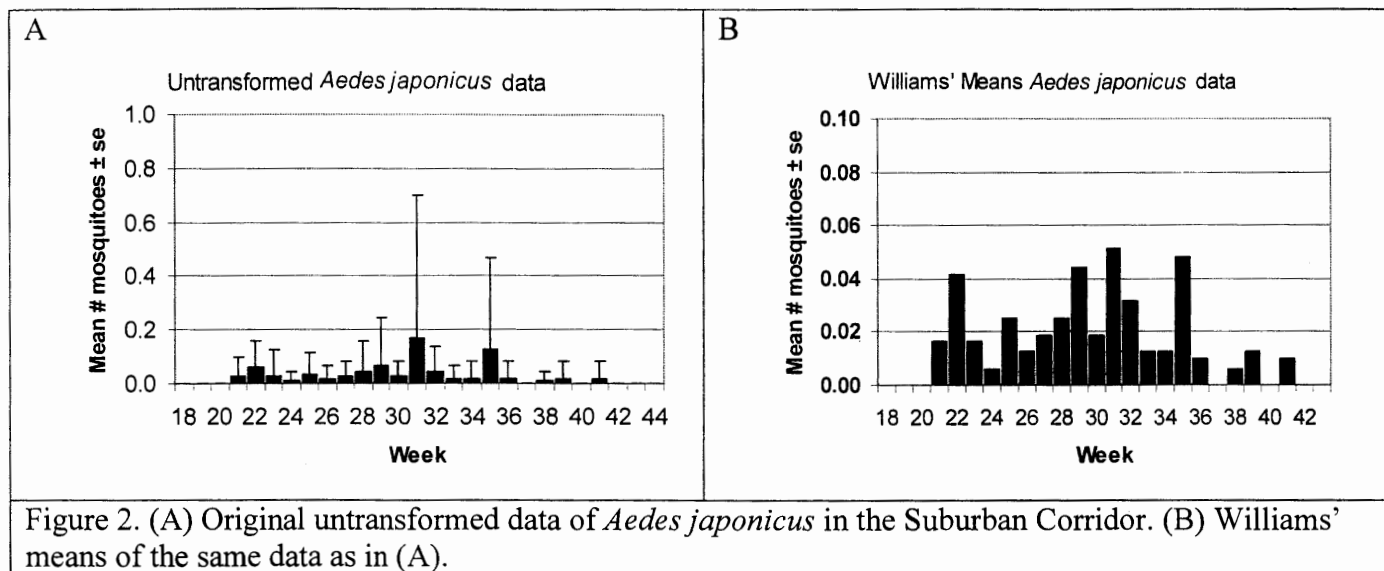 A
Untransformed Aedes japonicus data
Mean # mosquitoes ± se
1.0
0.8
0.6
0.4
0.2
0.0
18 20 22 24 26 28 30 32 34 36 38 40 42 44
Week
B
Williams' Means Aedes japonicus data
Mean # mosquitoes ± se
0.10
0.08
0.06
0.04
0.02
0.00
18 20 22 24 26 28 30 32 34 36 38 40 42
Week
Figure 2. (A) Original untransformed data of Aedes japonicus in the Suburban Corridor. (B) Williams’
means of the same data as in (A).